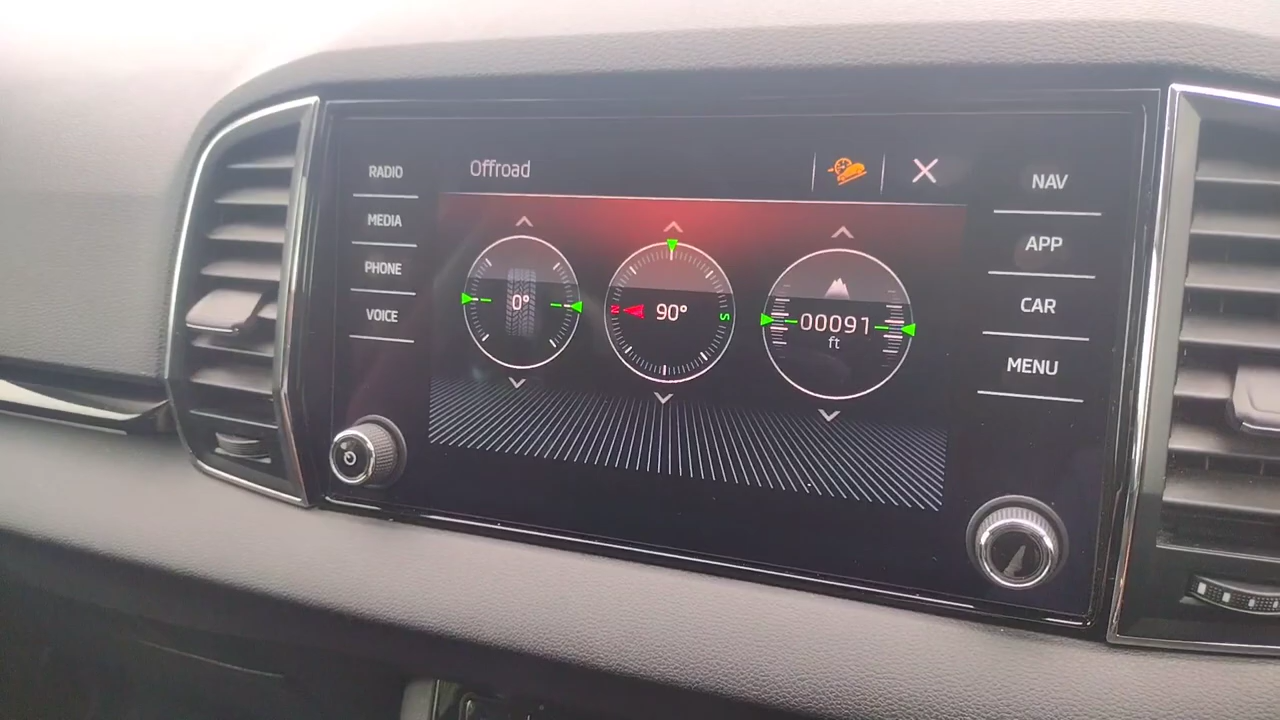 RADIO
MEDIA
PHONE
VOICE
Offroad
0°
N 90° S
00091
ft
NAV
APP
CAR
MENU